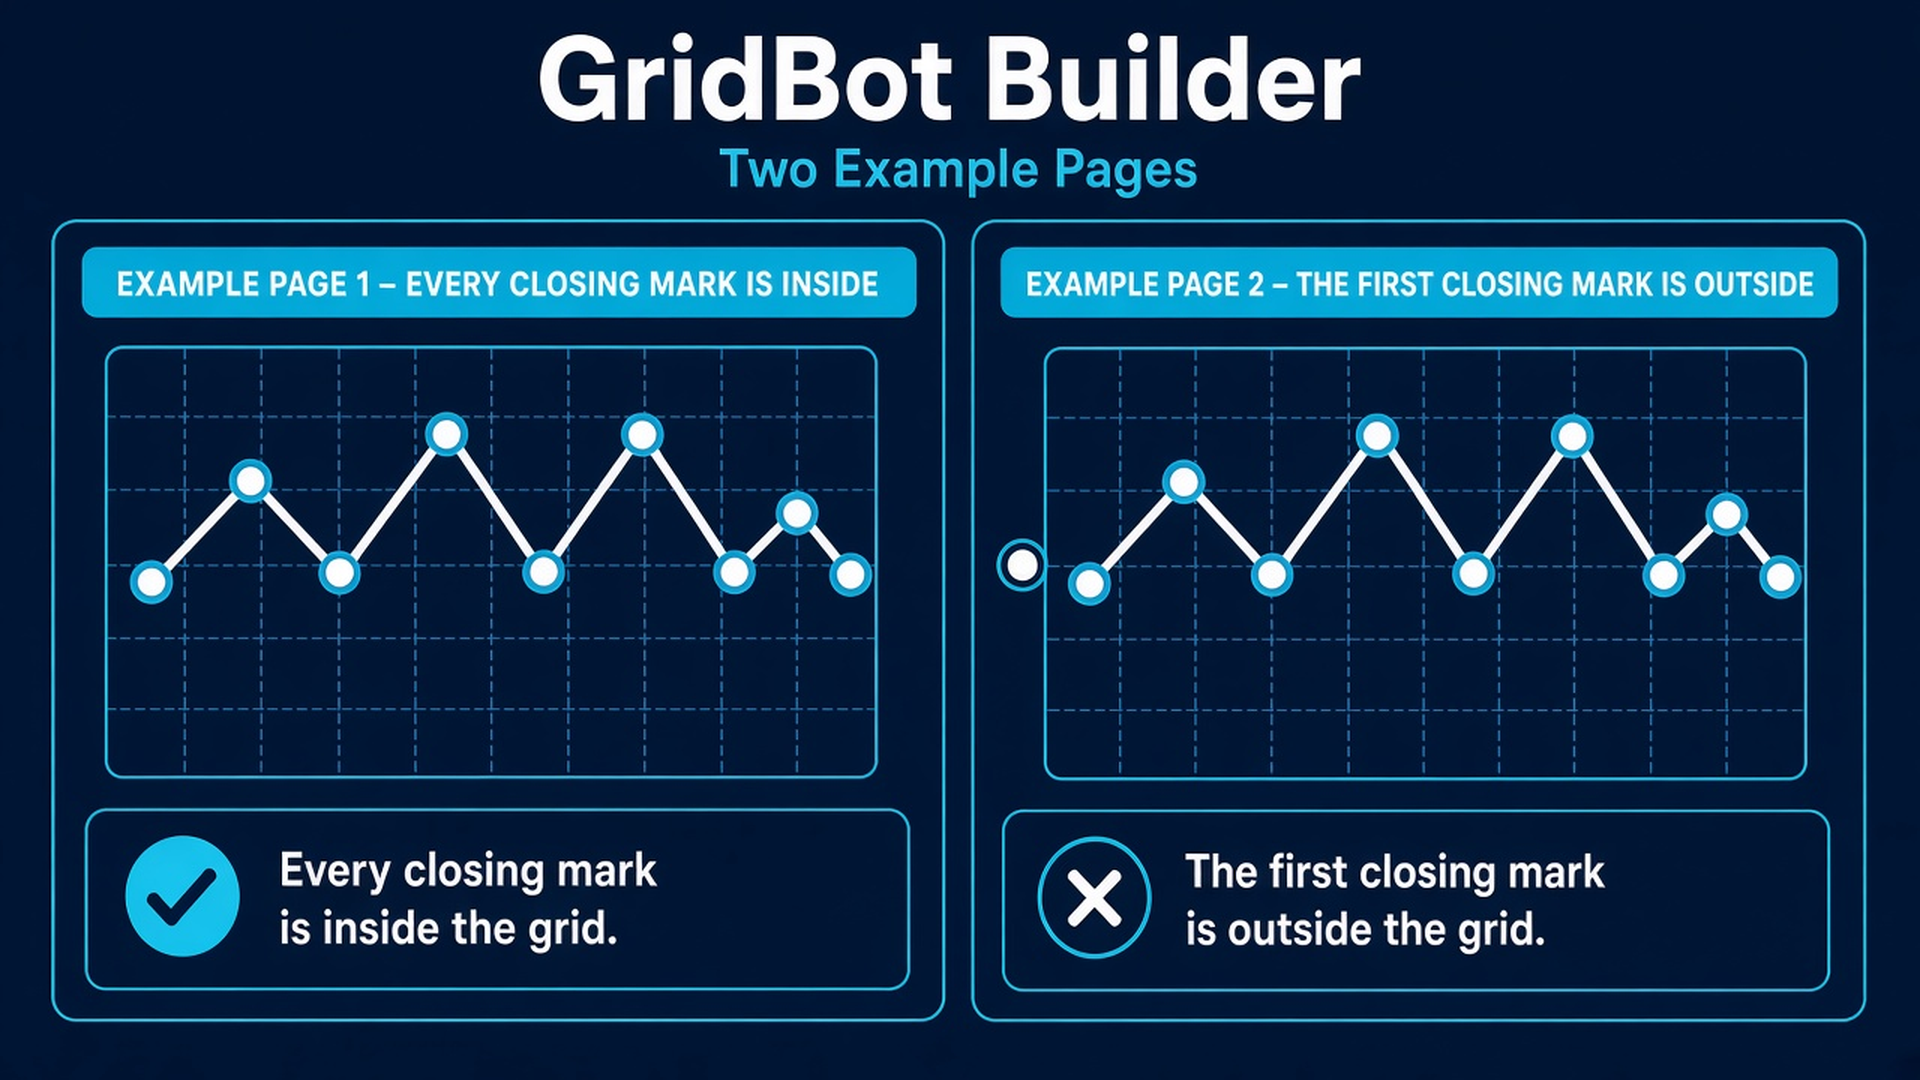 GridBot Builder
Two Example Pages
EXAMPLE PAGE 1 – EVERY CLOSING MARK IS INSIDE
Every closing mark
is inside the grid.
EXAMPLE PAGE 2 – THE FIRST CLOSING MARK IS OUTSIDE
The first closing mark
is outside the grid.